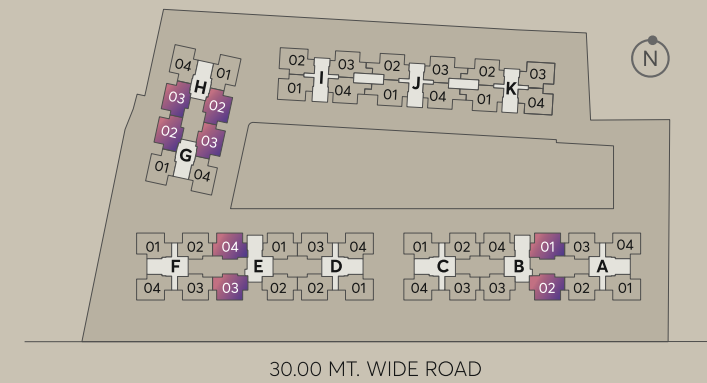 N
04 01
H
03 02
02 03
G
01 04
02 03 02 03 02 03
I J K
01 04 01 04 01 04
01 02 04 01 03 04
F E D
04 03 03 02 02 01
01 02 04 01 03 04
C B A
04 03 03 02 02 01
30.00 MT. WIDE ROAD